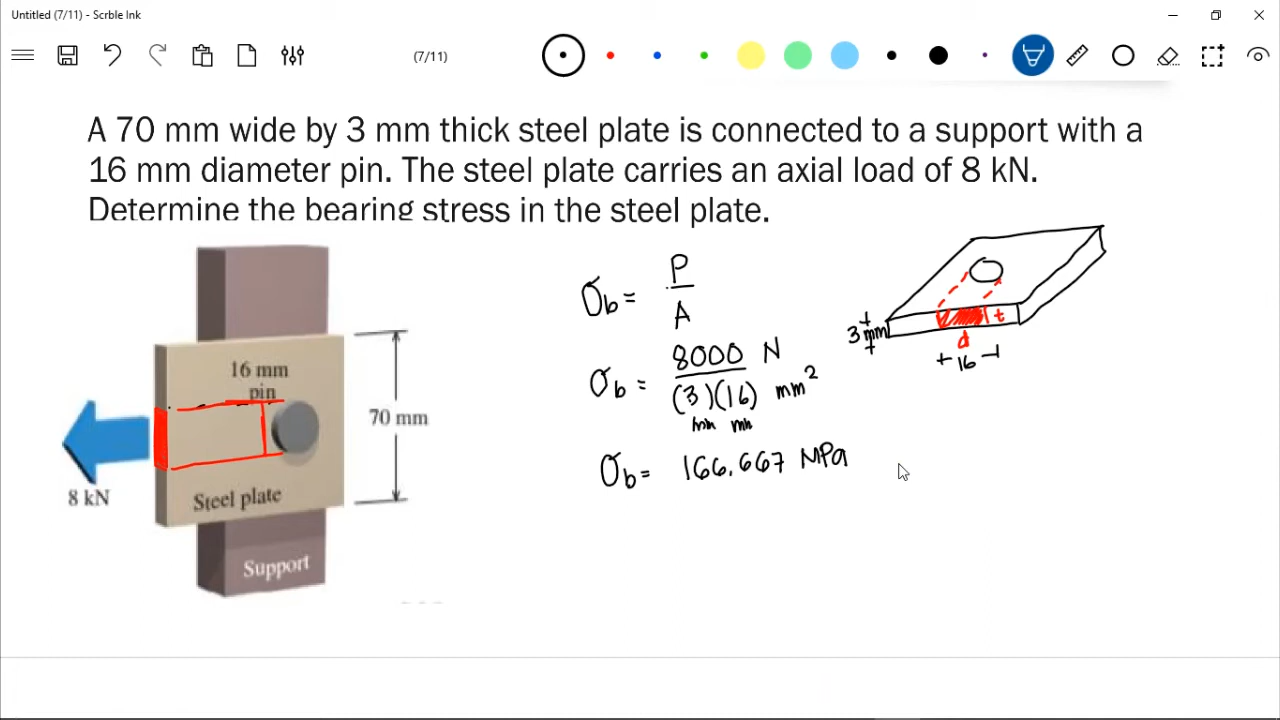 Untitled (7/11) - Scrble Ink
(7/11)
A 70 mm wide by 3 mm thick steel plate is connected to a support with a
16 mm diameter pin. The steel plate carries an axial load of 8 kN.
Determine the bearing stress in the steel plate.
16 mm
pin
70 mm
8 kN
Steel plate
Support
σb = P
A
σb = 8000 N
(3)(16) mm²
mm mm
σb = 166.667 MPa
3 mm
t
d
16